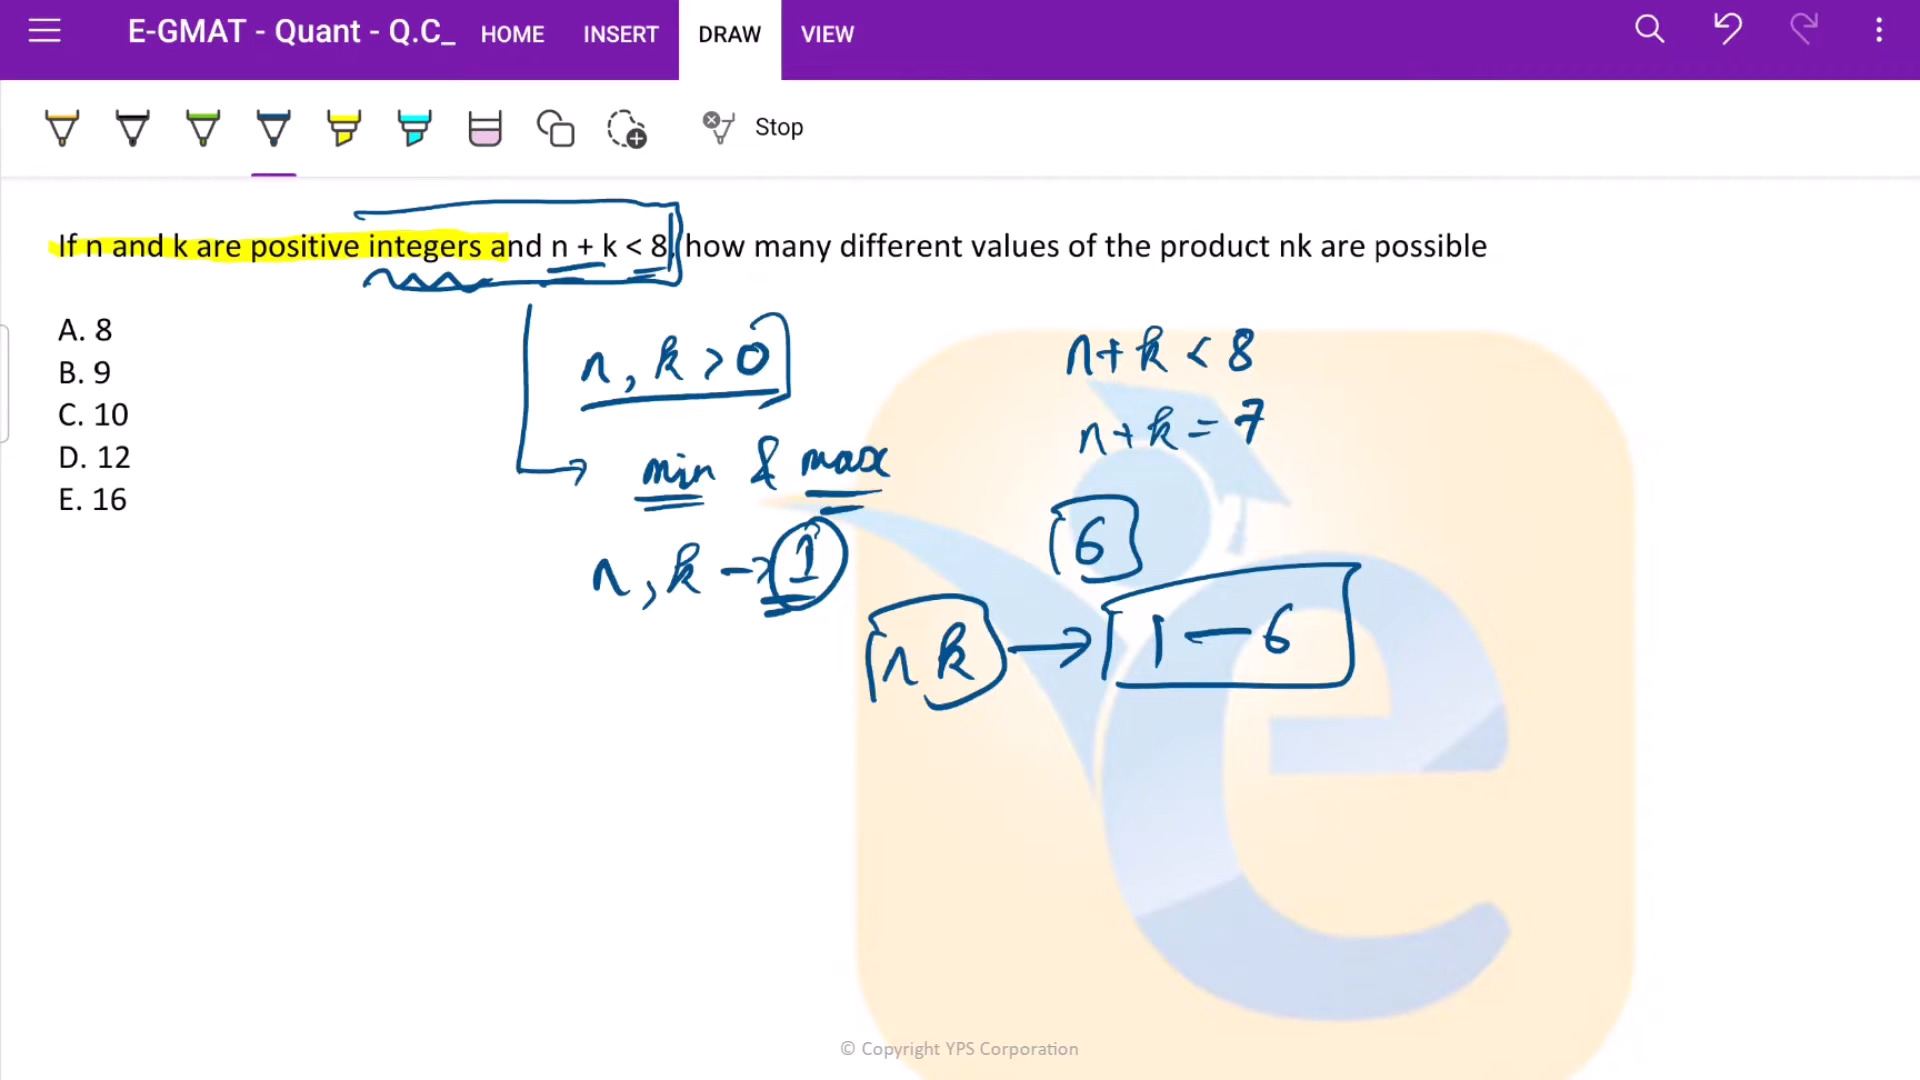 E-GMAT - Quant - Q.C_ HOME INSERT DRAW VIEW
Stop
If n and k are positive integers and n + k < 8, how many different values of the product nk are possible
A. 8
B. 9
C. 10
D. 12
E. 16
n, k > 0
min & max
n, k → 1
n + k < 8
n + k = 7
6
nk → 1 — 6
© Copyright YPS Corporation